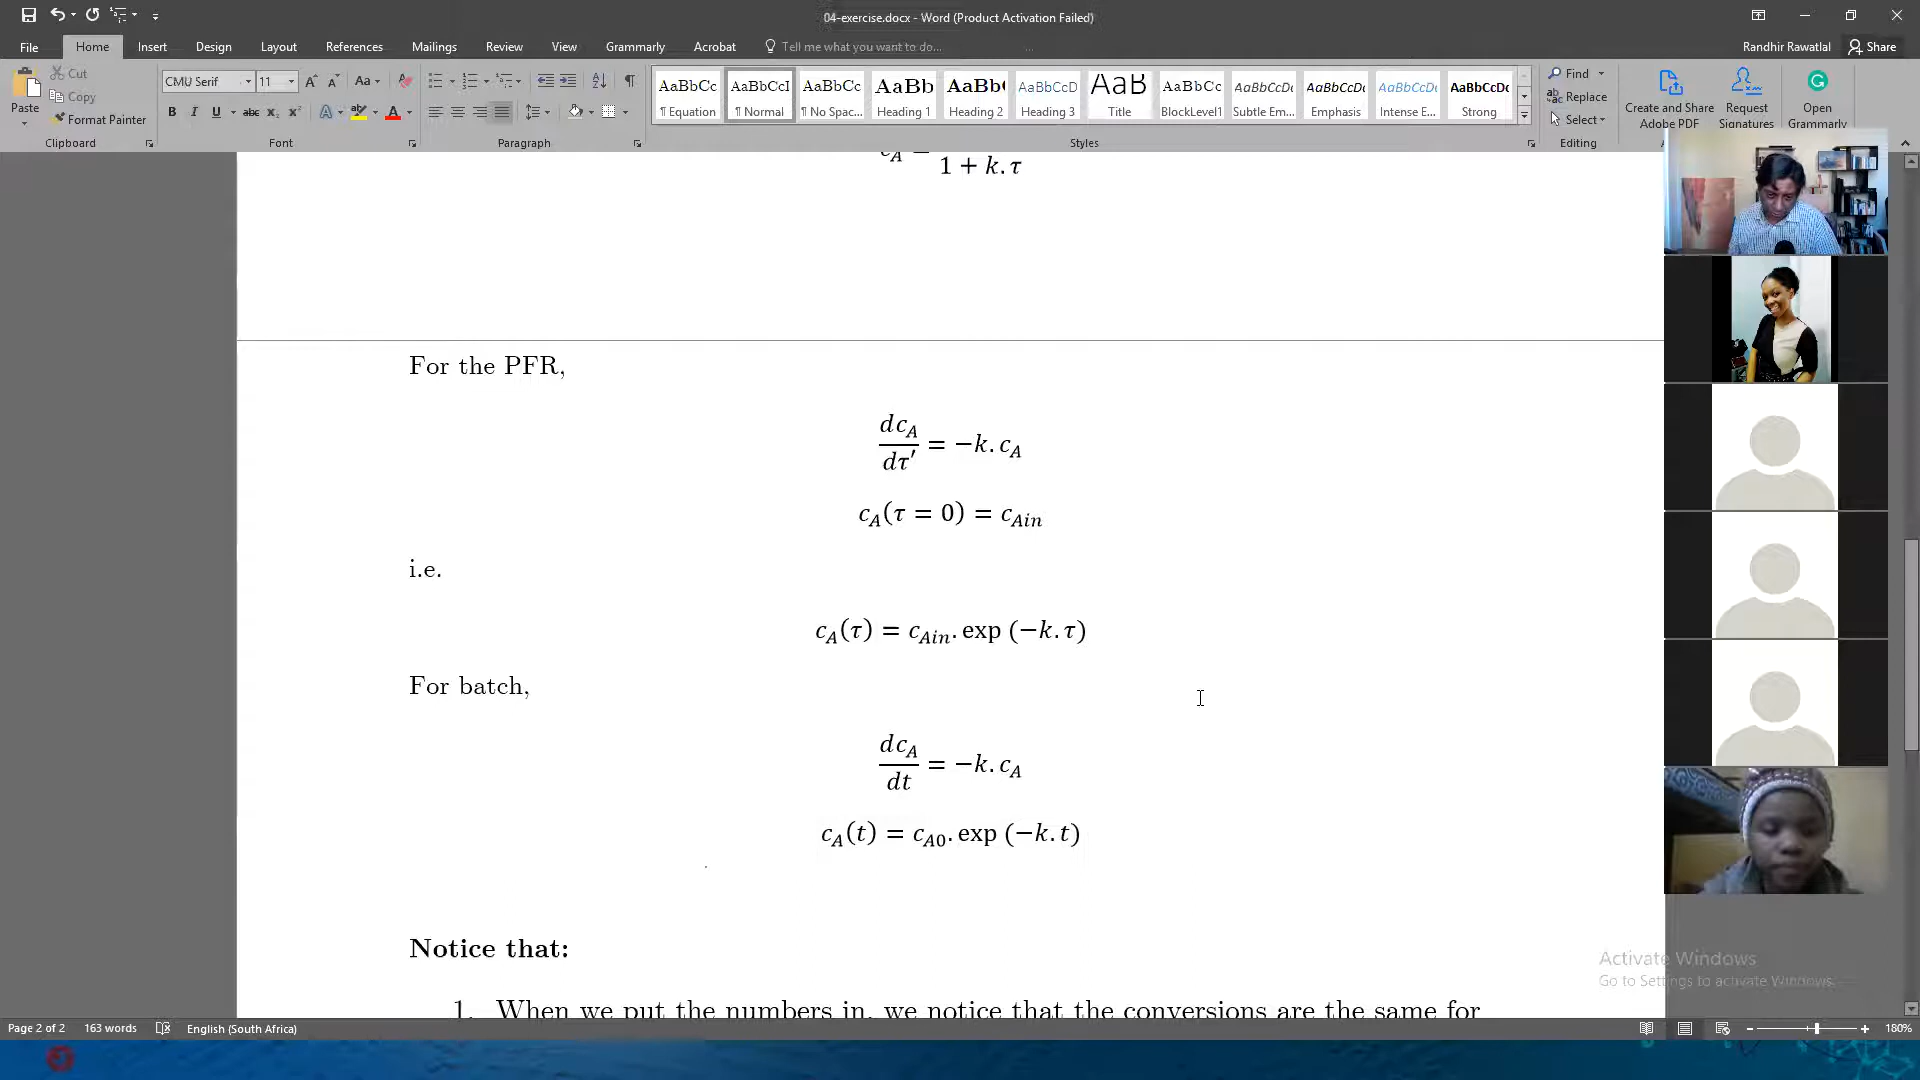 04-exercise.docx - Word (Product Activation Failed)
File Home Insert Design Layout References Mailings Review View Grammarly Acrobat Tell me what you want to do... Randhir Rawatlal Share
Paste Cut Copy Format Painter
CMU Serif 11
AaBbCc AaBbCcI AaBbCc AaBb AaBb( AaBbCcD AaB AaBbCc AaBbCcDc AaBbCcDc AaBbCcDc AaBbCcDc
¶ Equation ¶ Normal ¶ No Spac... Heading 1 Heading 2 Heading 3 Title BlockLevel1 Subtle Em... Emphasis Intense E... Strong
Find Replace Select
Create and Share Adobe PDF Request Signatures Open Grammarly
Clipboard Font Paragraph Styles Editing
c_A =
1 + k. τ
For the PFR,
dc_A/dτ′ = −k. c_A
c_A(τ = 0) = c_Ain
i.e.
c_A(τ) = c_Ain. exp (−k. τ)
For batch,
dc_A/dt = −k. c_A
c_A(t) = c_A0. exp (−k. t)
Notice that:
1. When we put the numbers in, we notice that the conversions are the same for
Activate Windows
Go to Settings to activate Windows.
Page 2 of 2 163 words English (South Africa) 180%